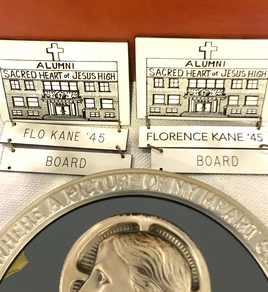 ALUMNI
SACRED HEART of JESUS HIGH
FLO KANE '45
BOARD
ALUMNI
SACRED HEART of JESUS HIGH
FLORENCE KANE '45
BOARD
WHERE A PICTURE OF MY HEART